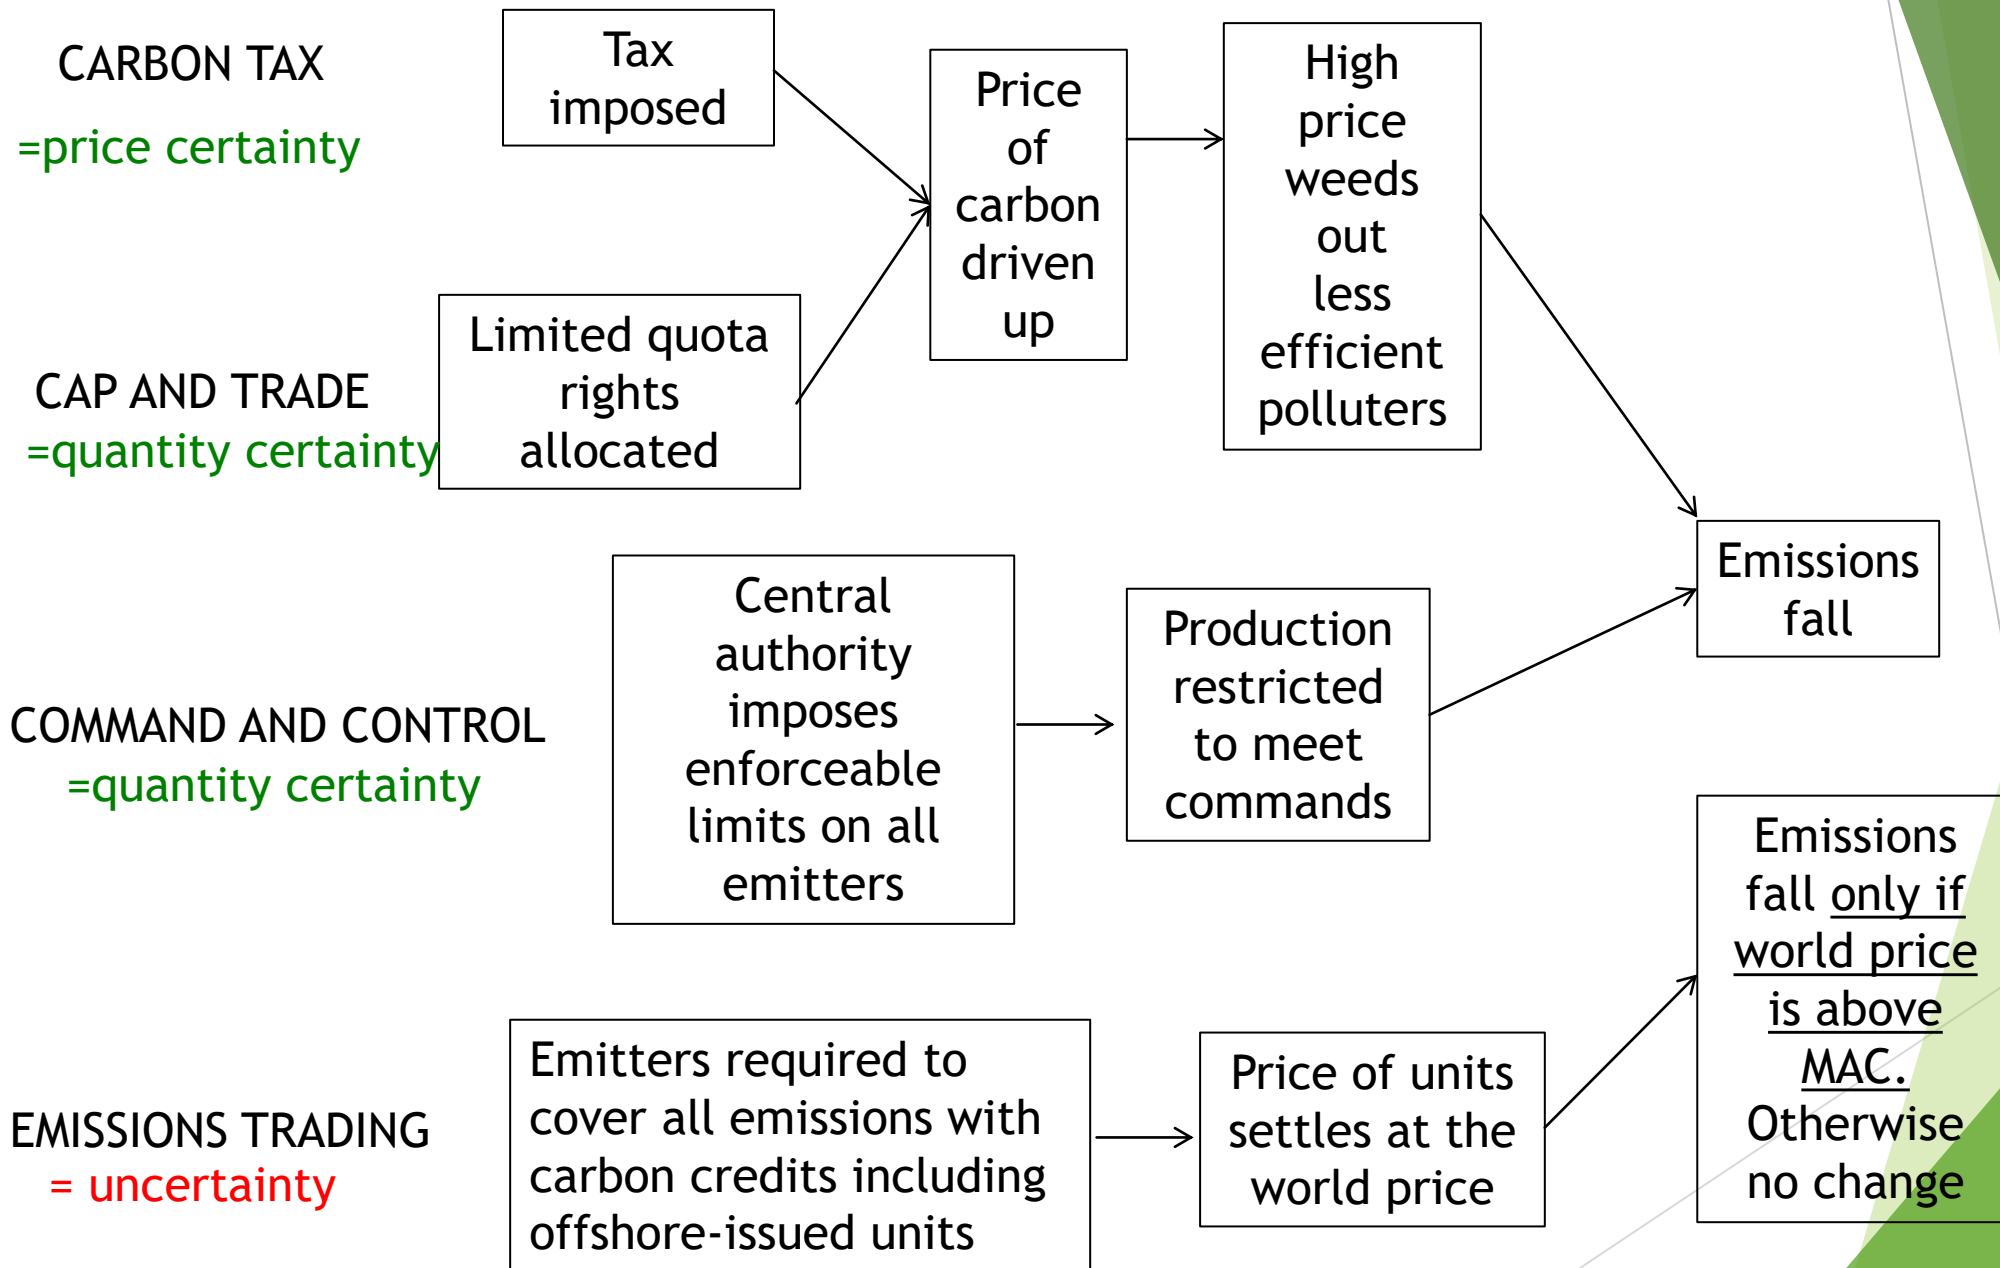 CARBON TAX
=price certainty
Tax
imposed
Price
of
carbon
driven
up
High
price
weeds
out
less
efficient
polluters
CAP AND TRADE
=quantity certainty
Limited quota
rights
allocated
Emissions
fall
COMMAND AND CONTROL
=quantity certainty
Central
authority
imposes
enforceable
limits on all
emitters
Production
restricted
to meet
commands
EMISSIONS TRADING
= uncertainty
Emitters required to
cover all emissions with
carbon credits including
offshore-issued units
Price of units
settles at the
world price
Emissions
fall only if
world price
is above
MAC.
Otherwise
no change